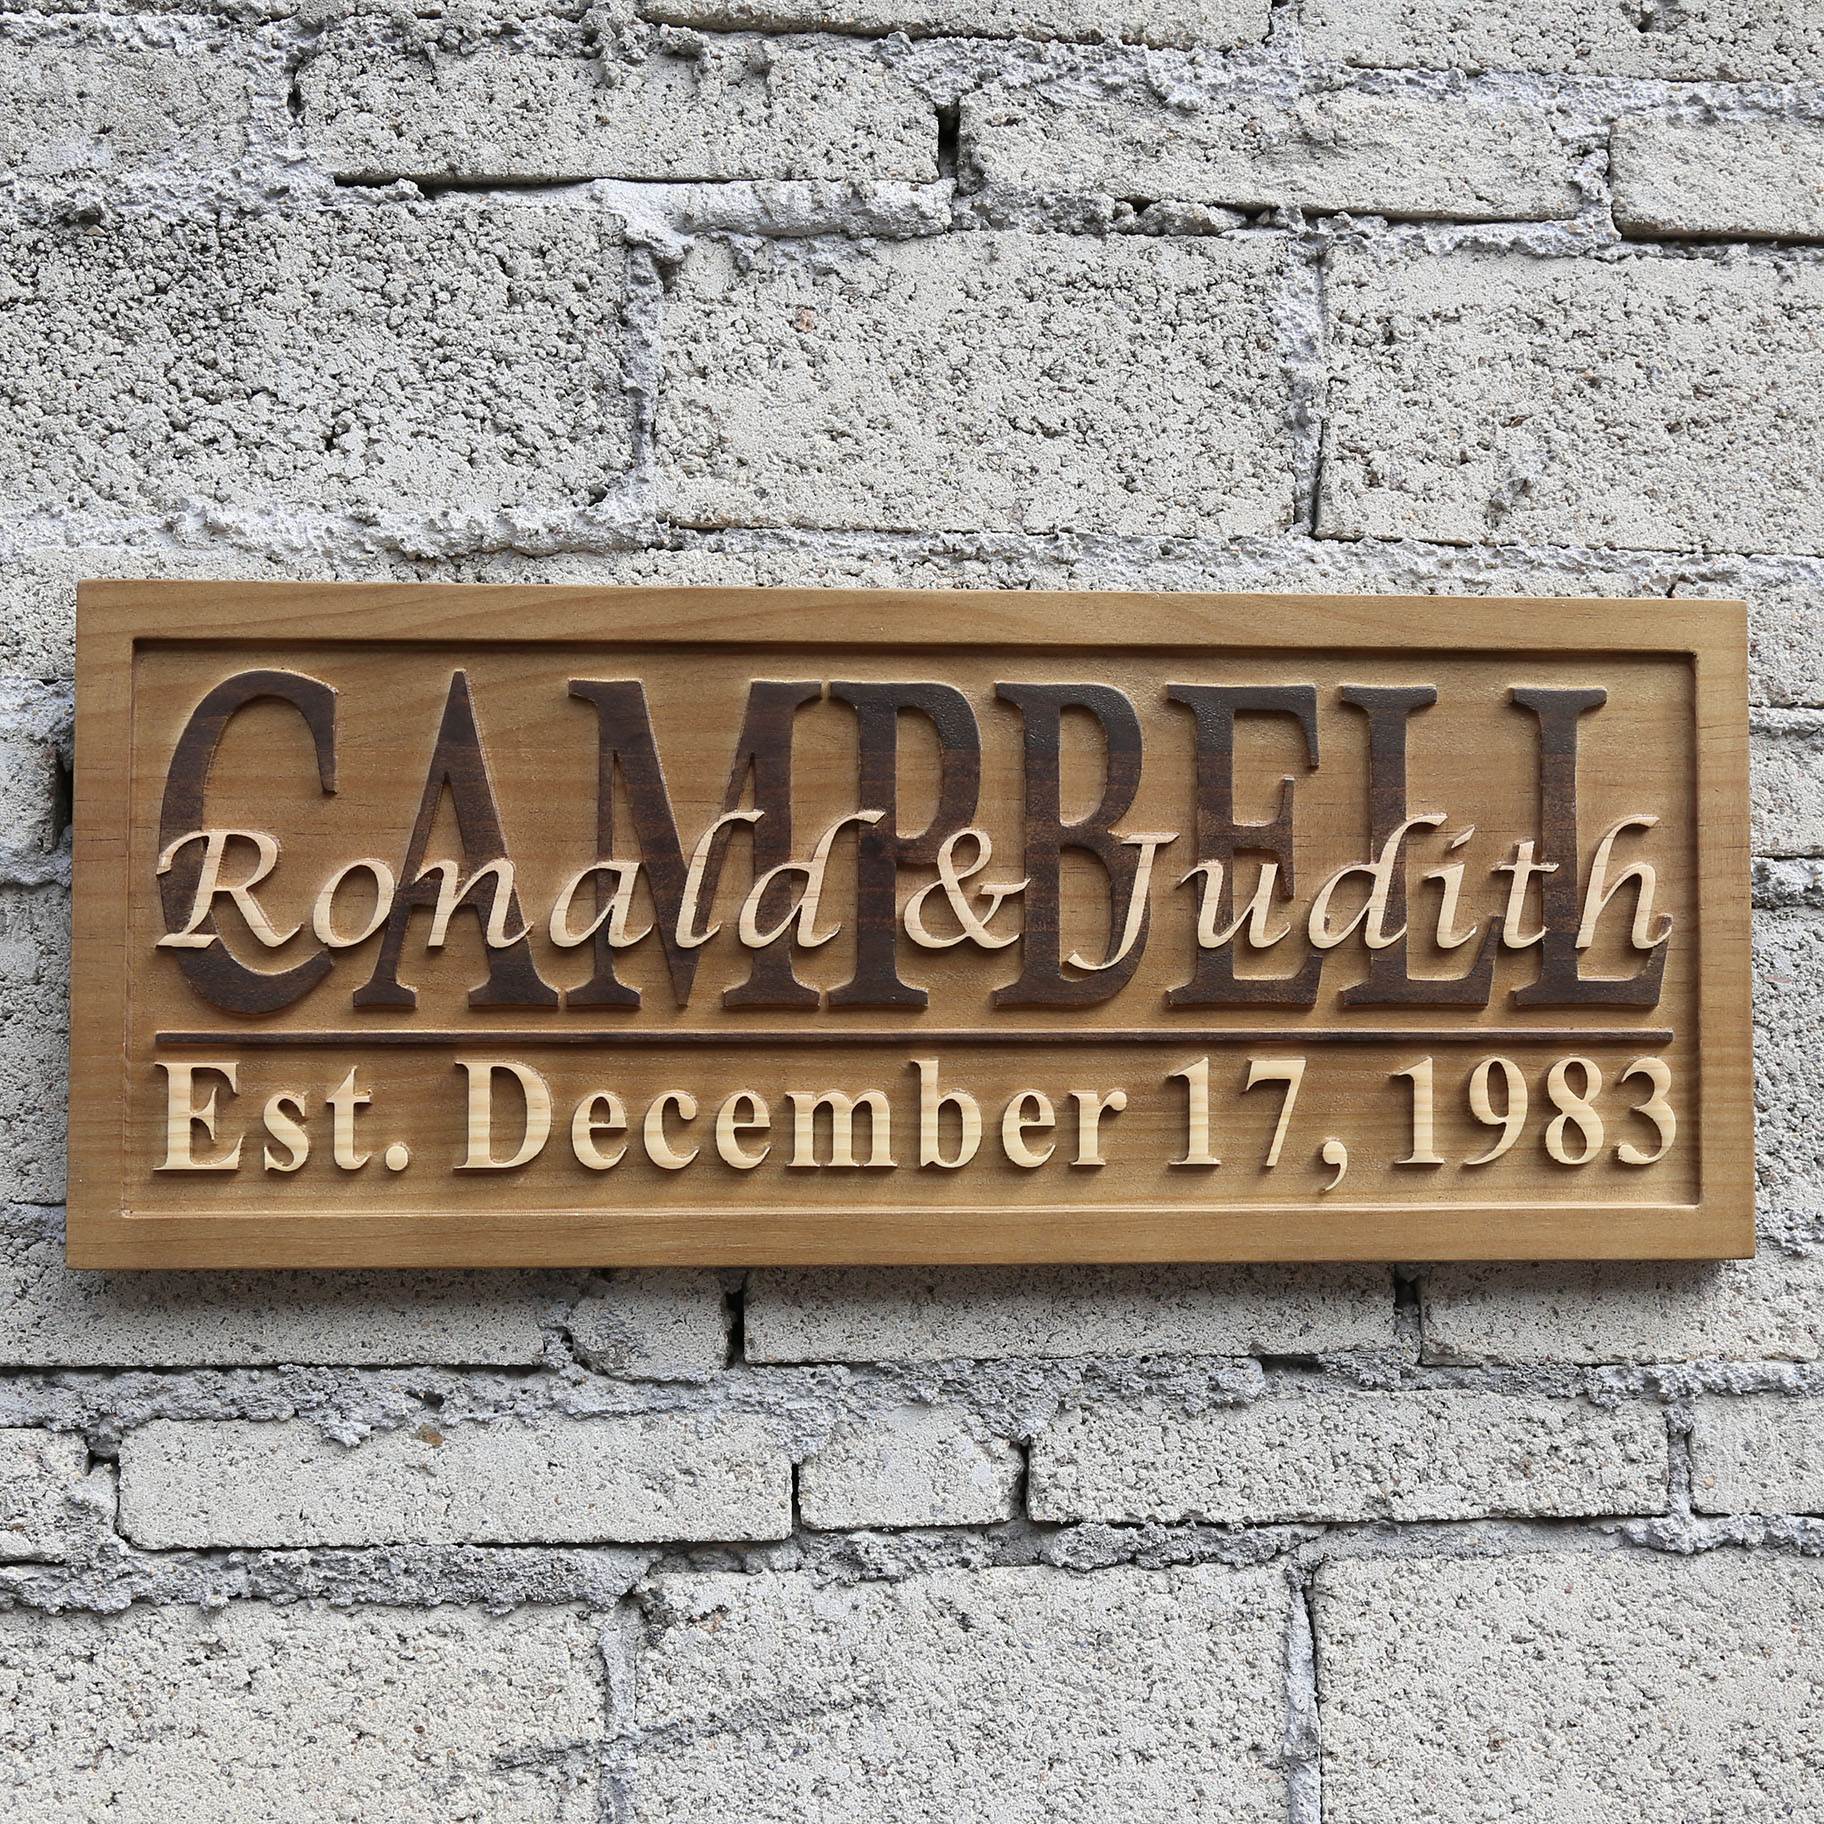 CAMPBELL
Ronald & Judith
Est. December 17, 1983